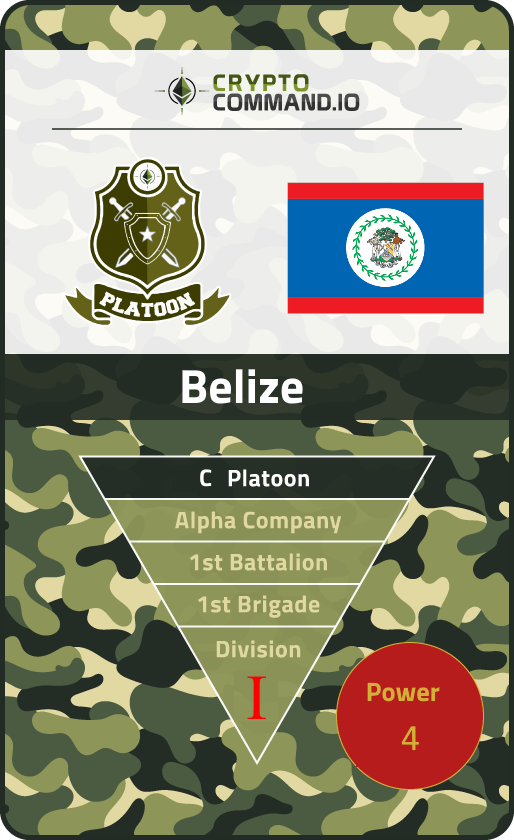 CRYPTO
COMMAND.IO
PLATOON
Belize
C Platoon
Alpha Company
1st Battalion
1st Brigade
Division
I
Power
4